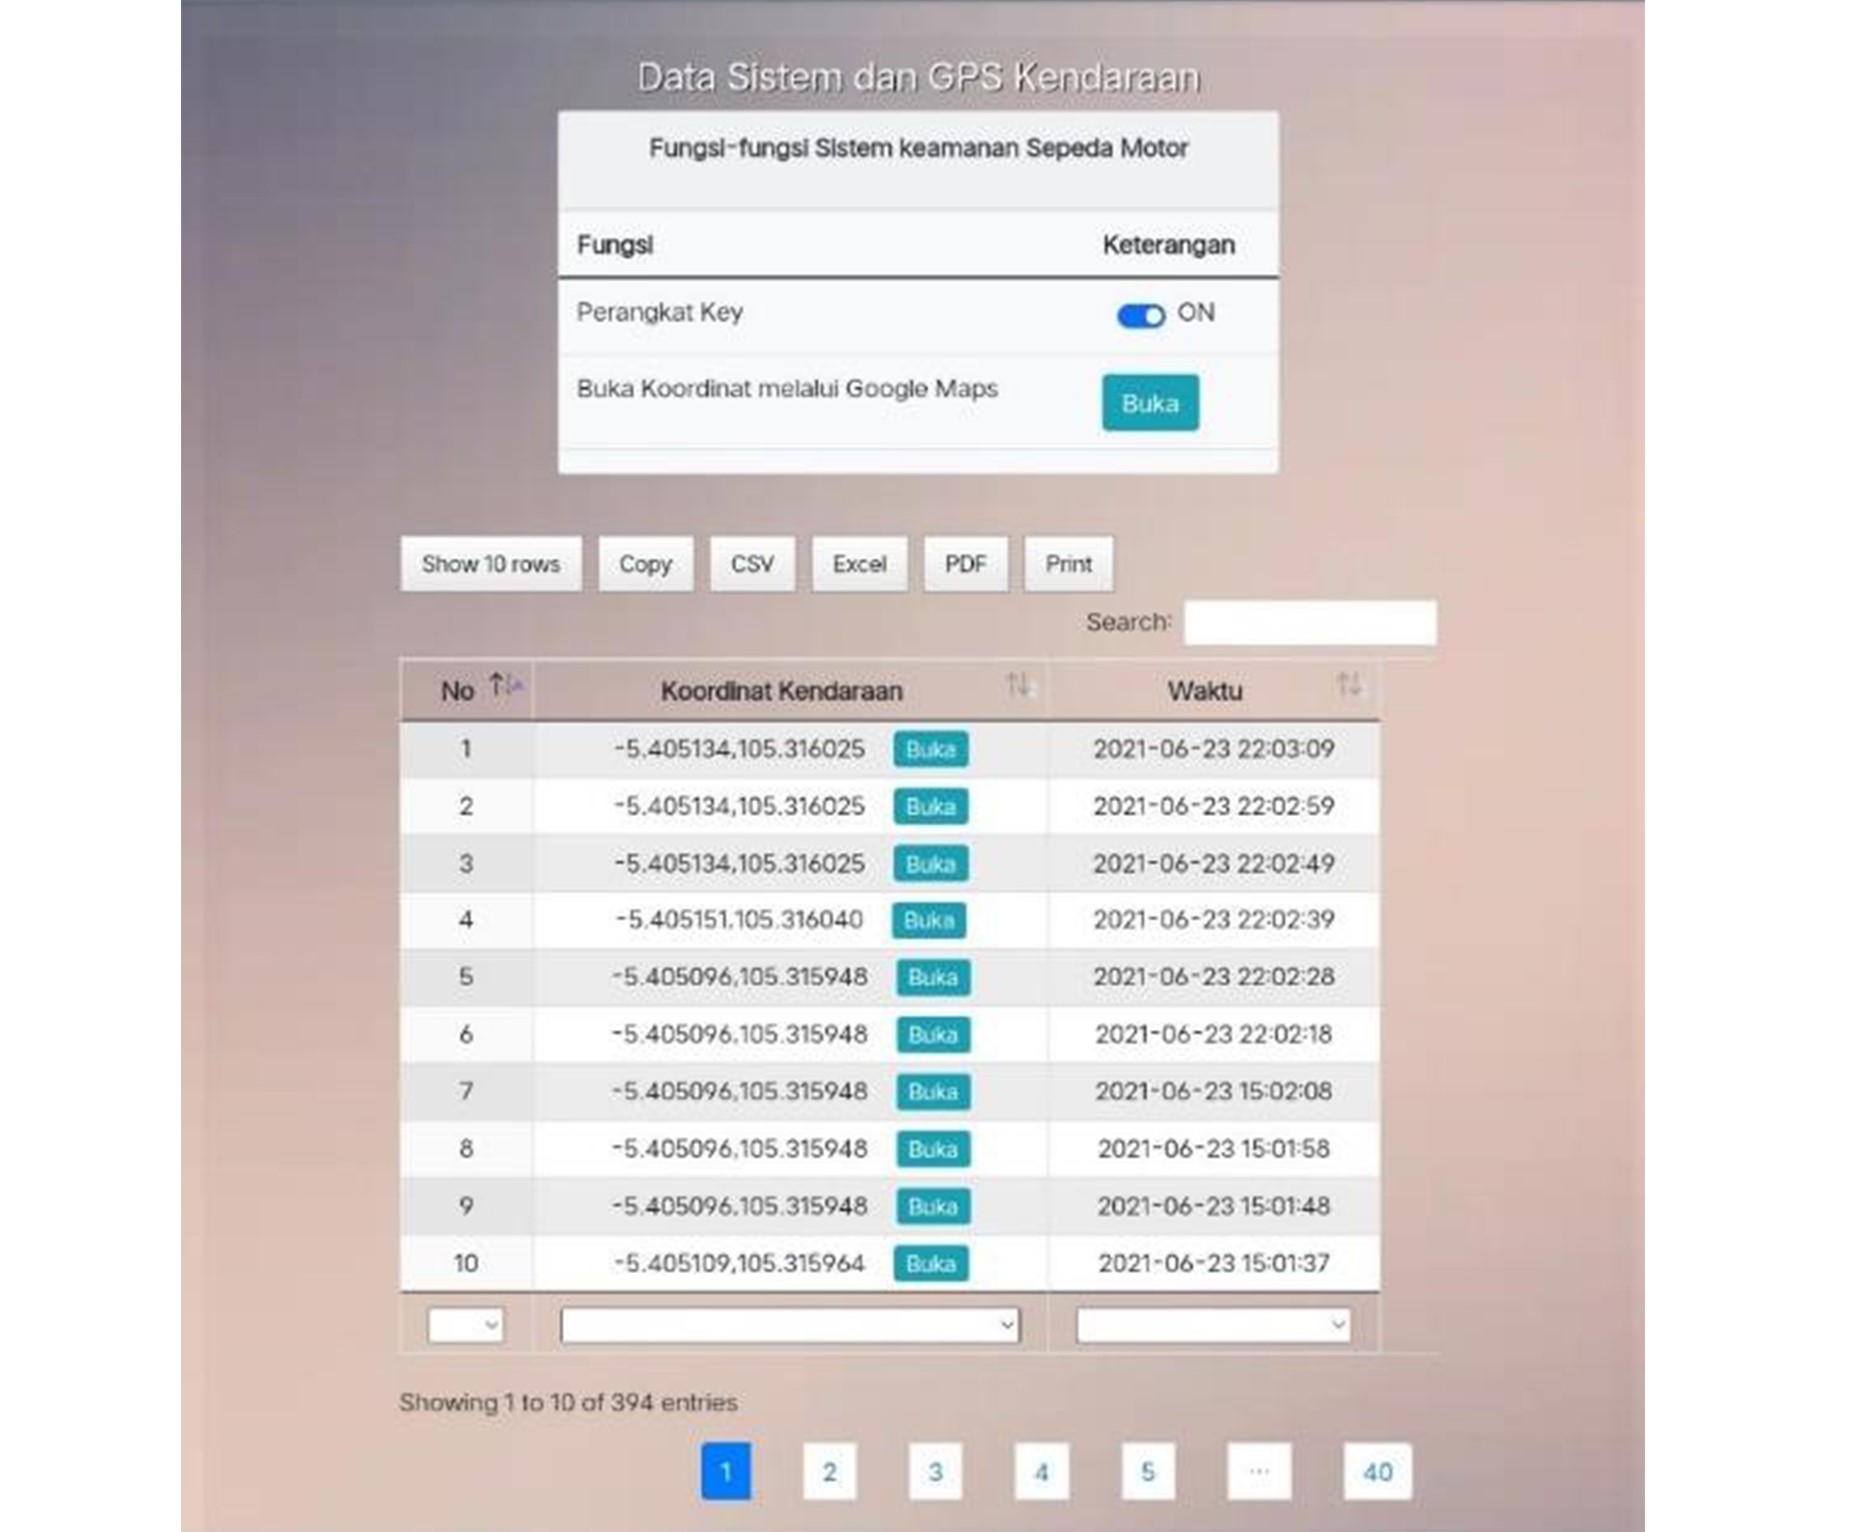 Data Sistem dan GPS Kendaraan
Fungsi-fungsi Sistem keamanan Sepeda Motor
Fungsi Keterangan
Perangkat Key ON
Buka Koordinat melalui Google Maps Buka
Show 10 rows Copy CSV Excel PDF Print
Search:
No Koordinat Kendaraan Waktu
1 -5.405134,105.316025 Buka 2021-06-23 22:03:09
2 -5.405134,105.316025 Buka 2021-06-23 22:02:59
3 -5.405134,105.316025 Buka 2021-06-23 22:02:49
4 -5.405151,105.316040 Buka 2021-06-23 22:02:39
5 -5.405096,105.315948 Buka 2021-06-23 22:02:28
6 -5.405096,105.315948 Buka 2021-06-23 22:02:18
7 -5.405096,105.315948 Buka 2021-06-23 15:02:08
8 -5.405096,105.315948 Buka 2021-06-23 15:01:58
9 -5.405096,105.315948 Buka 2021-06-23 15:01:48
10 -5.405109,105.315964 Buka 2021-06-23 15:01:37
Showing 1 to 10 of 394 entries
1 2 3 4 5 ... 40